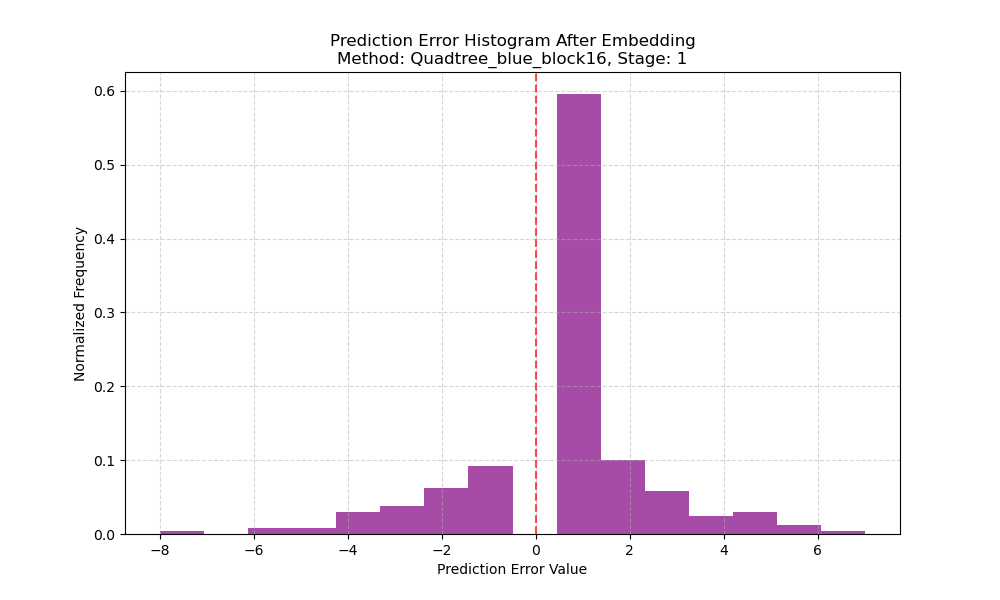 Prediction Error Histogram After Embedding
Method: Quadtree_blue_block16, Stage: 1
Normalized Frequency
0.6
0.5
0.4
0.3
0.2
0.1
0.0
−8 −6 −4 −2 0 2 4 6
Prediction Error Value